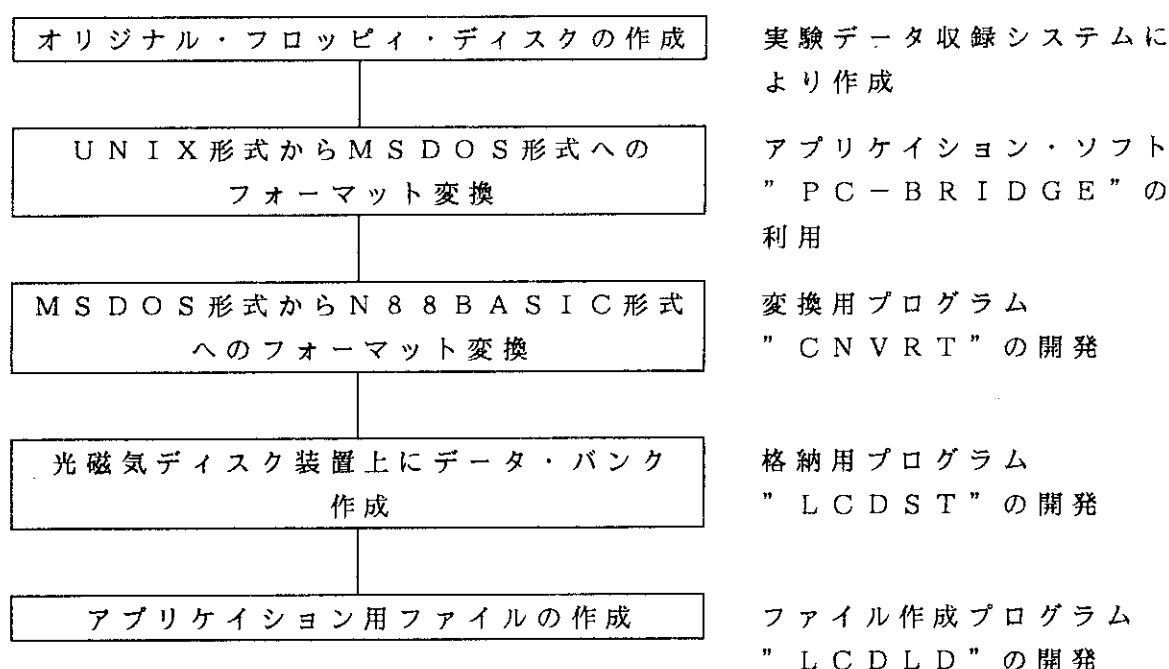 オリジナル・フロッピィ・ディスクの作成
実験データ収録システムに
より作成
UNIX形式からMSDOS形式への
フォーマット変換
アプリケイション・ソフト
”PC－BRIDGE”の
利用
MSDOS形式からN88BASIC形式
へのフォーマット変換
変換用プログラム
”CNVRT”の開発
光磁気ディスク装置上にデータ・バンク
作成
格納用プログラム
”LCDST”の開発
アプリケイション用ファイルの作成
ファイル作成プログラム
”LCDLD”の開発